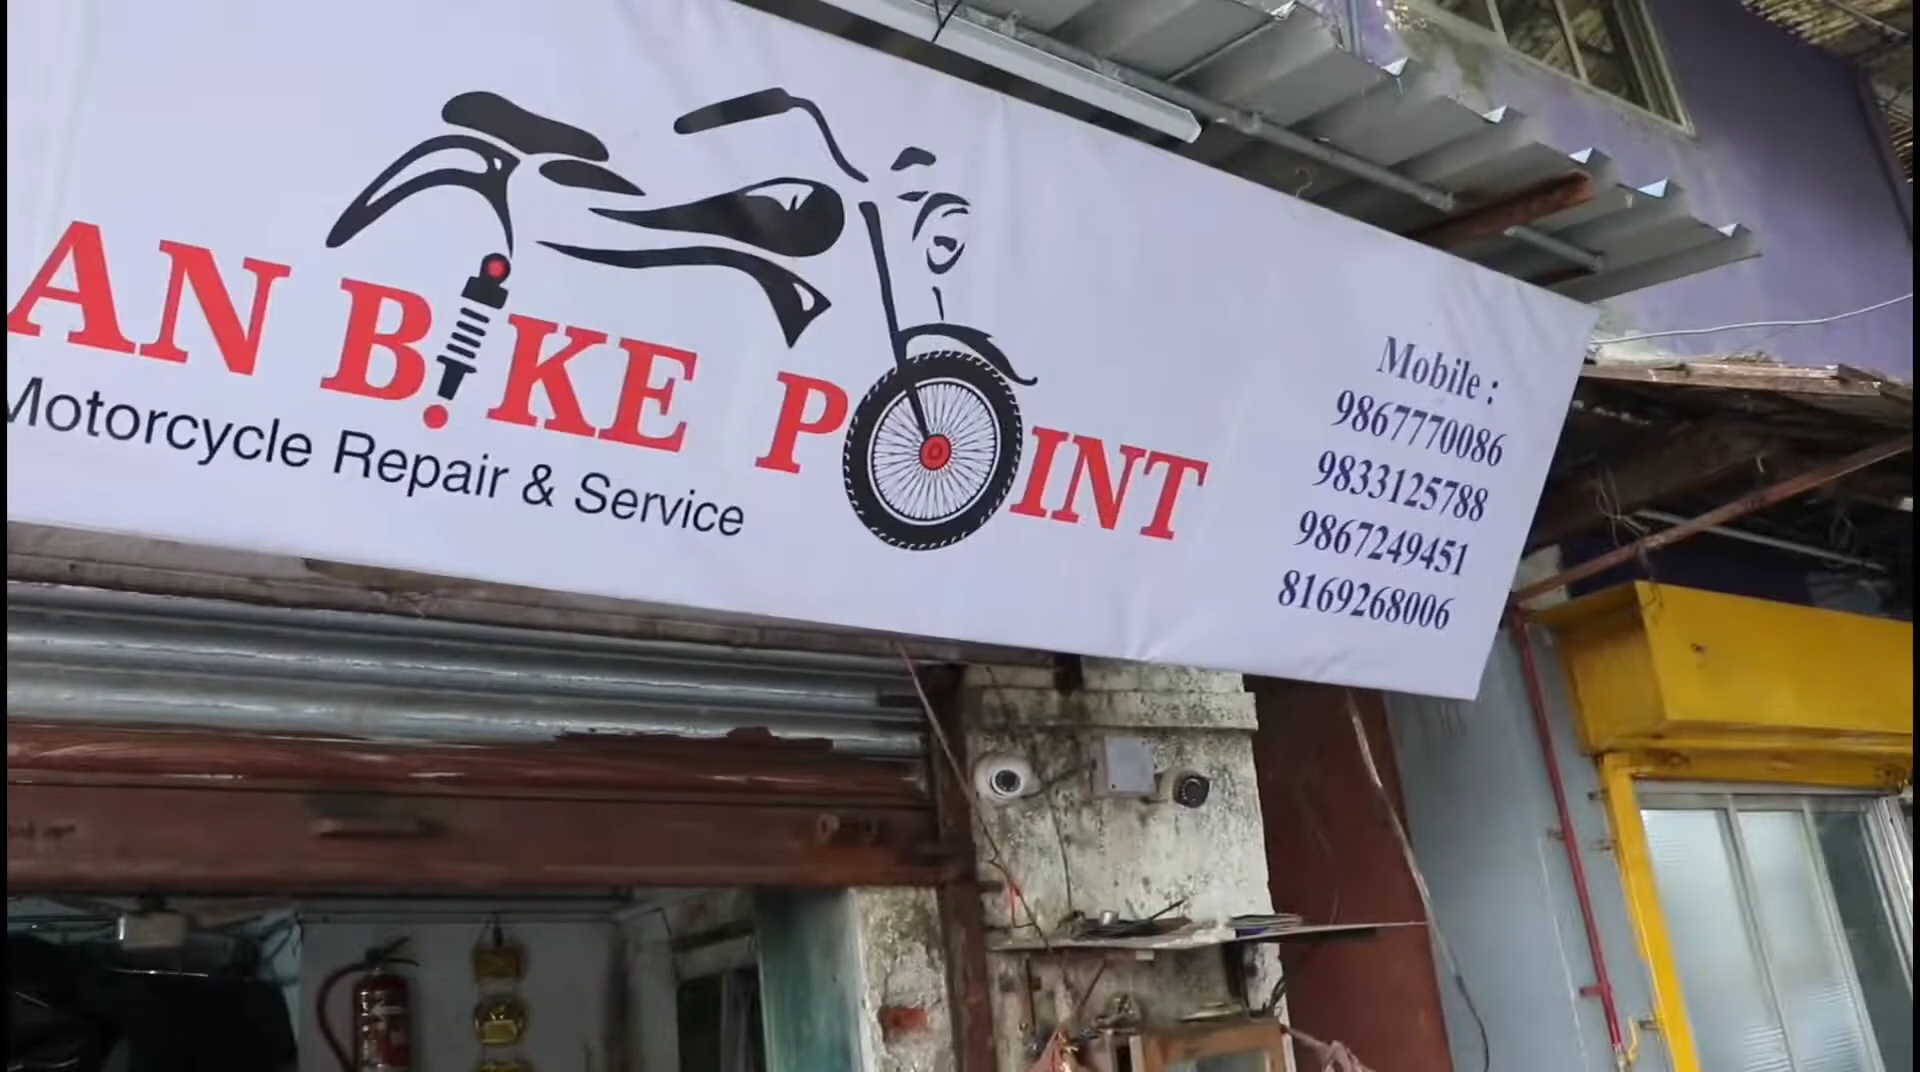 AN BIKE POINT
Motorcycle Repair & Service
Mobile :
9867770086
9833125788
9867249451
8169268006